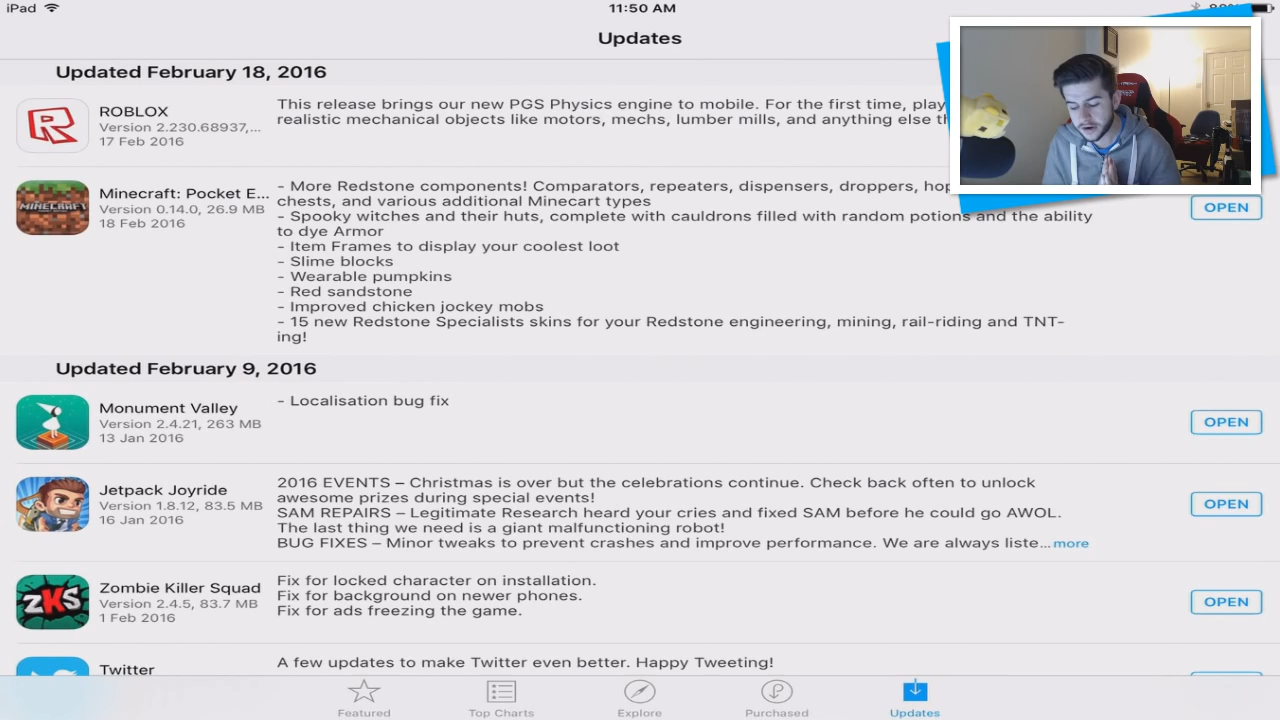 iPad
11:50 AM
Updates
Updated February 18, 2016
ROBLOX
Version 2.230.68937,...
17 Feb 2016
This release brings our new PGS Physics engine to mobile. For the first time, play
realistic mechanical objects like motors, mechs, lumber mills, and anything else
Minecraft: Pocket E...
Version 0.14.0, 26.9 MB
18 Feb 2016
- More Redstone components! Comparators, repeaters, dispensers, droppers,
chests, and various additional Minecart types
- Spooky witches and their huts, complete with cauldrons filled with random potions and the ability
to dye Armor
- Item Frames to display your coolest loot
- Slime blocks
- Wearable pumpkins
- Red sandstone
- Improved chicken jockey mobs
- 15 new Redstone Specialists skins for your Redstone engineering, mining, rail-riding and TNT-
ing!
OPEN
MINECRAFT
Updated February 9, 2016
Monument Valley
Version 2.4.21, 263 MB
13 Jan 2016
- Localisation bug fix
OPEN
Jetpack Joyride
Version 1.8.12, 83.5 MB
16 Jan 2016
2016 EVENTS – Christmas is over but the celebrations continue. Check back often to unlock
awesome prizes during special events!
SAM REPAIRS – Legitimate Research heard your cries and fixed SAM before he could go AWOL.
The last thing we need is a giant malfunctioning robot!
BUG FIXES – Minor tweaks to prevent crashes and improve performance. We are always liste...more
OPEN
ZKS
Zombie Killer Squad
Version 2.4.5, 83.7 MB
1 Feb 2016
Fix for locked character on installation.
Fix for background on newer phones.
Fix for ads freezing the game.
OPEN
Twitter
A few updates to make Twitter even better. Happy Tweeting!
Featured
Top Charts
Explore
Purchased
Updates